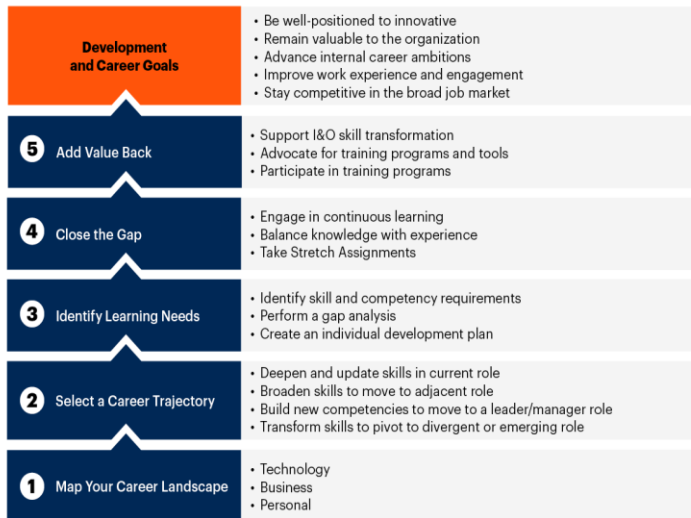 Development
and Career Goals
• Be well-positioned to innovative
• Remain valuable to the organization
• Advance internal career ambitions
• Improve work experience and engagement
• Stay competitive in the broad job market
5 Add Value Back
• Support I&O skill transformation
• Advocate for training programs and tools
• Participate in training programs
4 Close the Gap
• Engage in continuous learning
• Balance knowledge with experience
• Take Stretch Assignments
3 Identify Learning Needs
• Identify skill and competency requirements
• Perform a gap analysis
• Create an individual development plan
2 Select a Career Trajectory
• Deepen and update skills in current role
• Broaden skills to move to adjacent role
• Build new competencies to move to a leader/manager role
• Transform skills to pivot to divergent or emerging role
1 Map Your Career Landscape
• Technology
• Business
• Personal